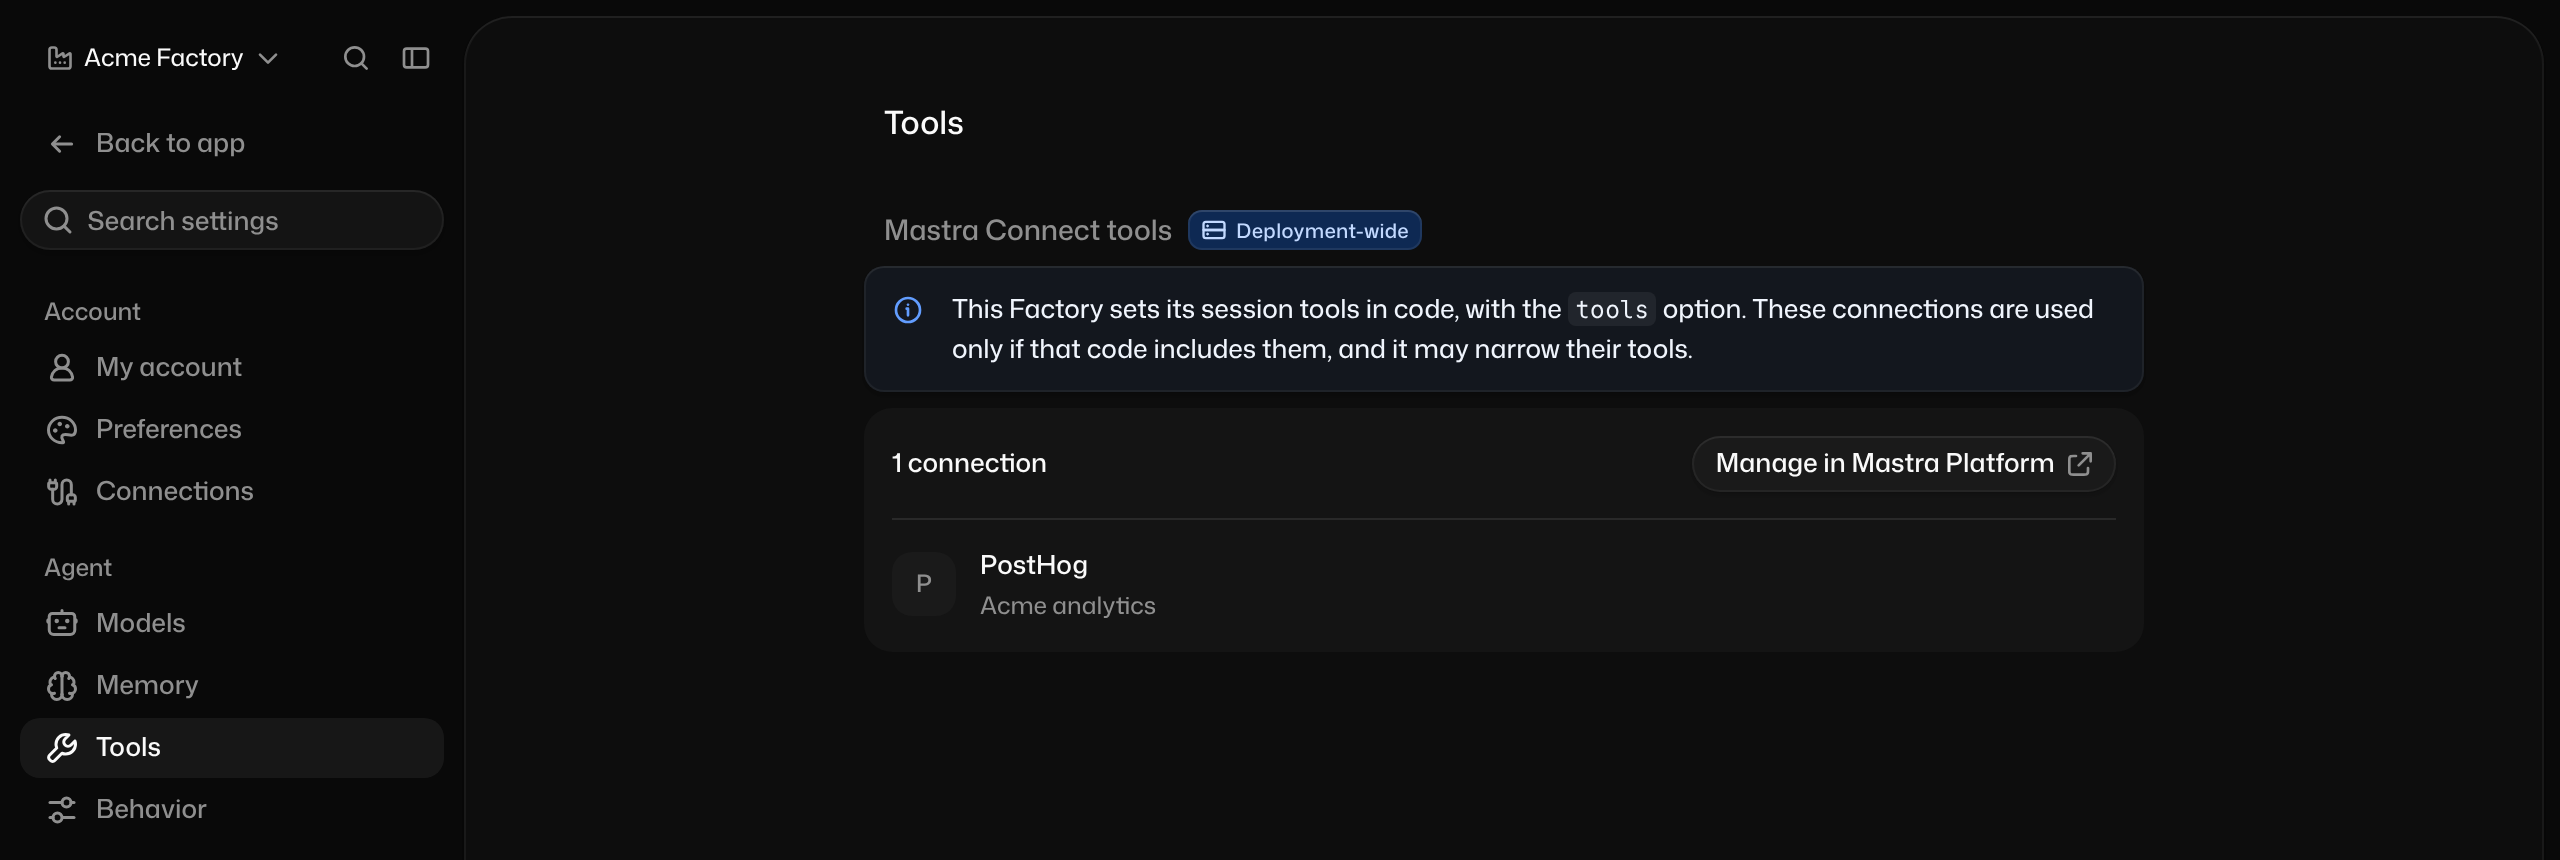 Acme Factory
Back to app
Search settings
Account
My account
Preferences
Connections
Agent
Models
Memory
Tools
Behavior
Tools
Mastra Connect tools
Deployment-wide
This Factory sets its session tools in code, with the tools option. These connections are used
only if that code includes them, and it may narrow their tools.
1 connection
Manage in Mastra Platform
P
PostHog
Acme analytics